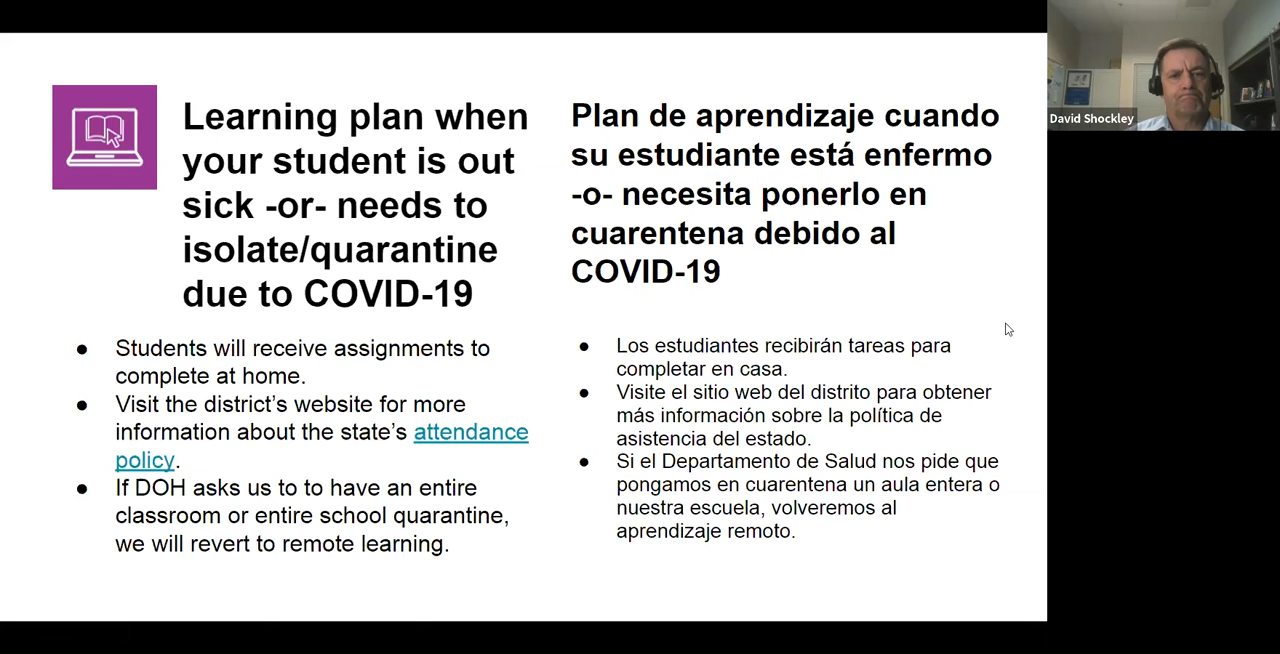 Learning plan when
your student is out
sick -or- needs to
isolate/quarantine
due to COVID-19
● Students will receive assignments to
complete at home.
● Visit the district's website for more
information about the state's attendance
policy.
● If DOH asks us to to have an entire
classroom or entire school quarantine,
we will revert to remote learning.
Plan de aprendizaje cuando
su estudiante está enfermo
-o- necesita ponerlo en
cuarentena debido al
COVID-19
● Los estudiantes recibirán tareas para
completar en casa.
● Visite el sitio web del distrito para obtener
más información sobre la política de
asistencia del estado.
● Si el Departamento de Salud nos pide que
pongamos en cuarentena un aula entera o
nuestra escuela, volveremos al
aprendizaje remoto.
David Shockley